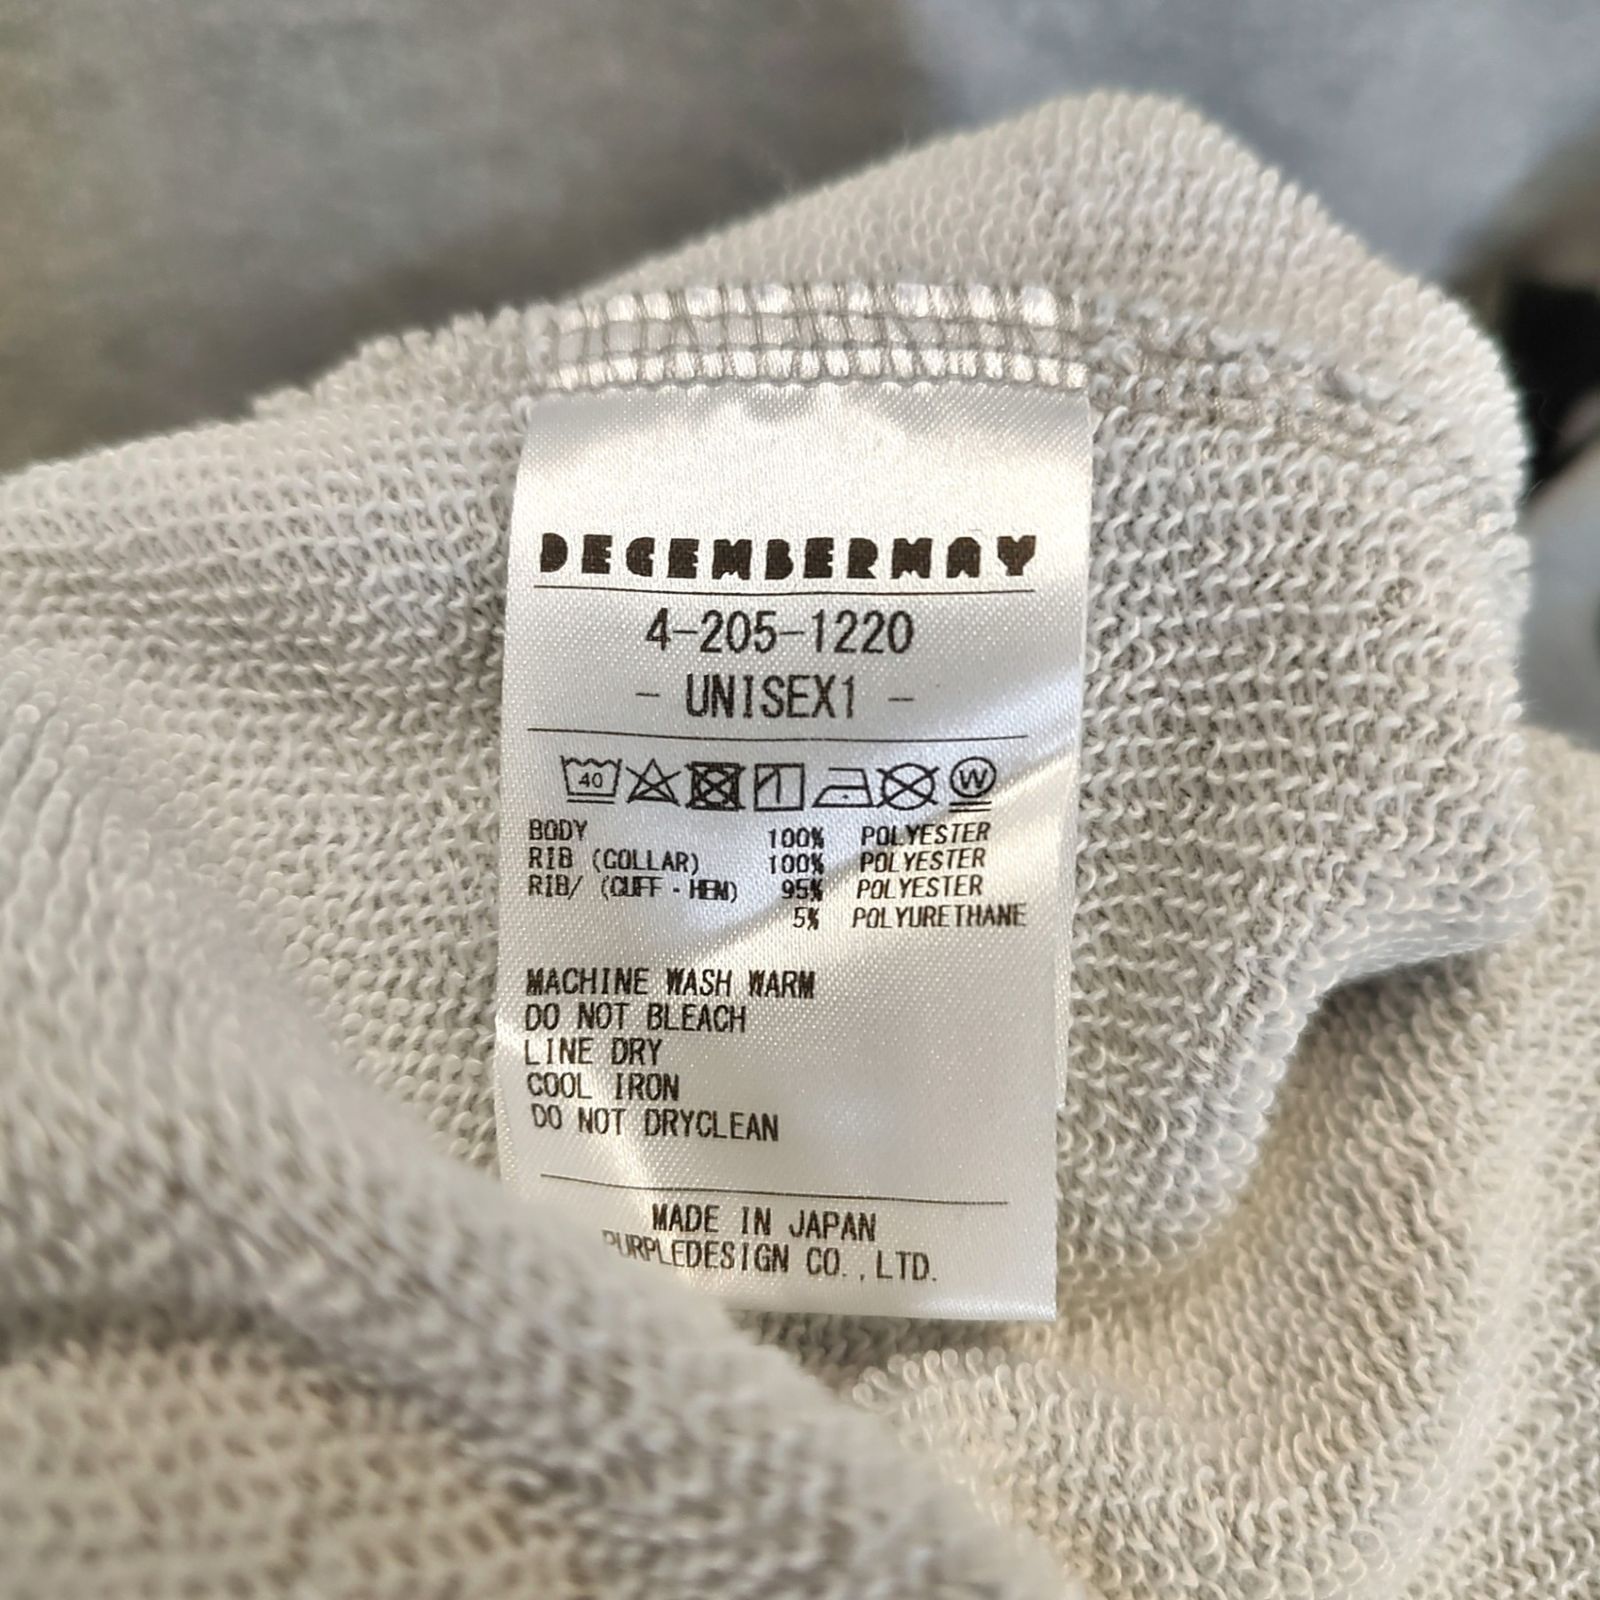 DECEMBERMAY
4-205-1220
- UNISEX1 -
40 W
BODY 100% POLYESTER
RIB (COLLAR) 100% POLYESTER
RIB/ (CUFF・HEM) 95% POLYESTER
5% POLYURETHANE
MACHINE WASH WARM
DO NOT BLEACH
LINE DRY
COOL IRON
DO NOT DRYCLEAN
MADE IN JAPAN
PURPLEDESIGN CO.,LTD.